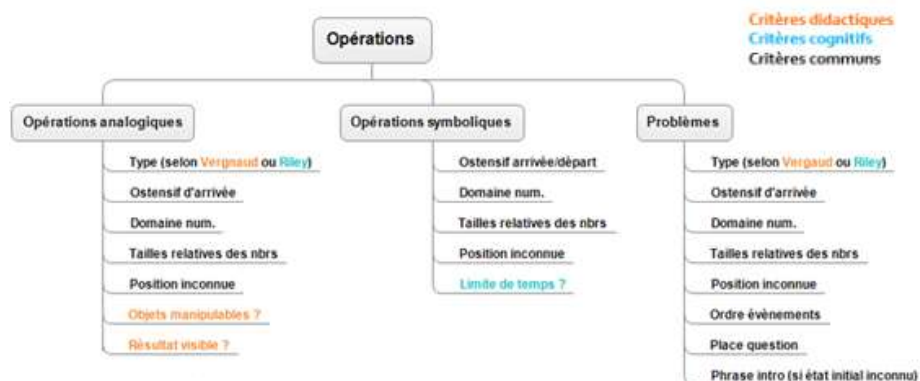 Opérations
Critères didactiques
Critères cognitifs
Critères communs
Opérations analogiques
Type (selon Vergnaud ou Riley)
Ostensif d'arrivée
Domaine num.
Tailles relatives des nbrs
Position inconnue
Objets manipulables ?
Résultat visible ?
Opérations symboliques
Ostensif arrivée/départ
Domaine num.
Tailles relatives des nbrs
Position inconnue
Limite de temps ?
Problèmes
Type (selon Vergaud ou Riley)
Ostensif d'arrivée
Domaine num.
Tailles relatives des nbrs
Position inconnue
Ordre évènements
Place question
Phrase intro (si état initial inconnu)